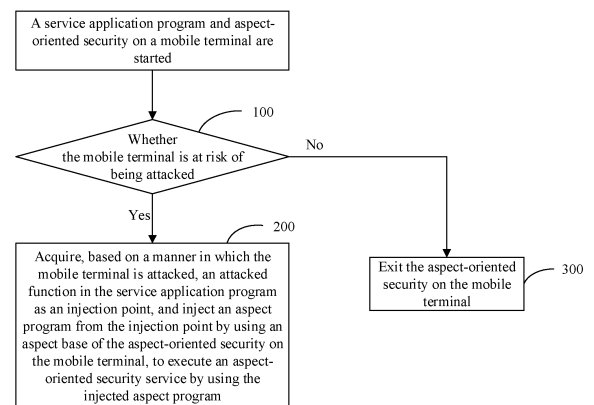 A service application program and aspect-
oriented security on a mobile terminal are
started
100
Whether
the mobile terminal is at risk of
being attacked
No
Yes
200
Acquire, based on a manner in which the
mobile terminal is attacked, an attacked
function in the service application program
as an injection point, and inject an aspect
program from the injection point by using an
aspect base of the aspect-oriented security on
the mobile terminal, to execute an aspect-
oriented security service by using the
injected aspect program
Exit the aspect-oriented
security on the mobile
terminal
300